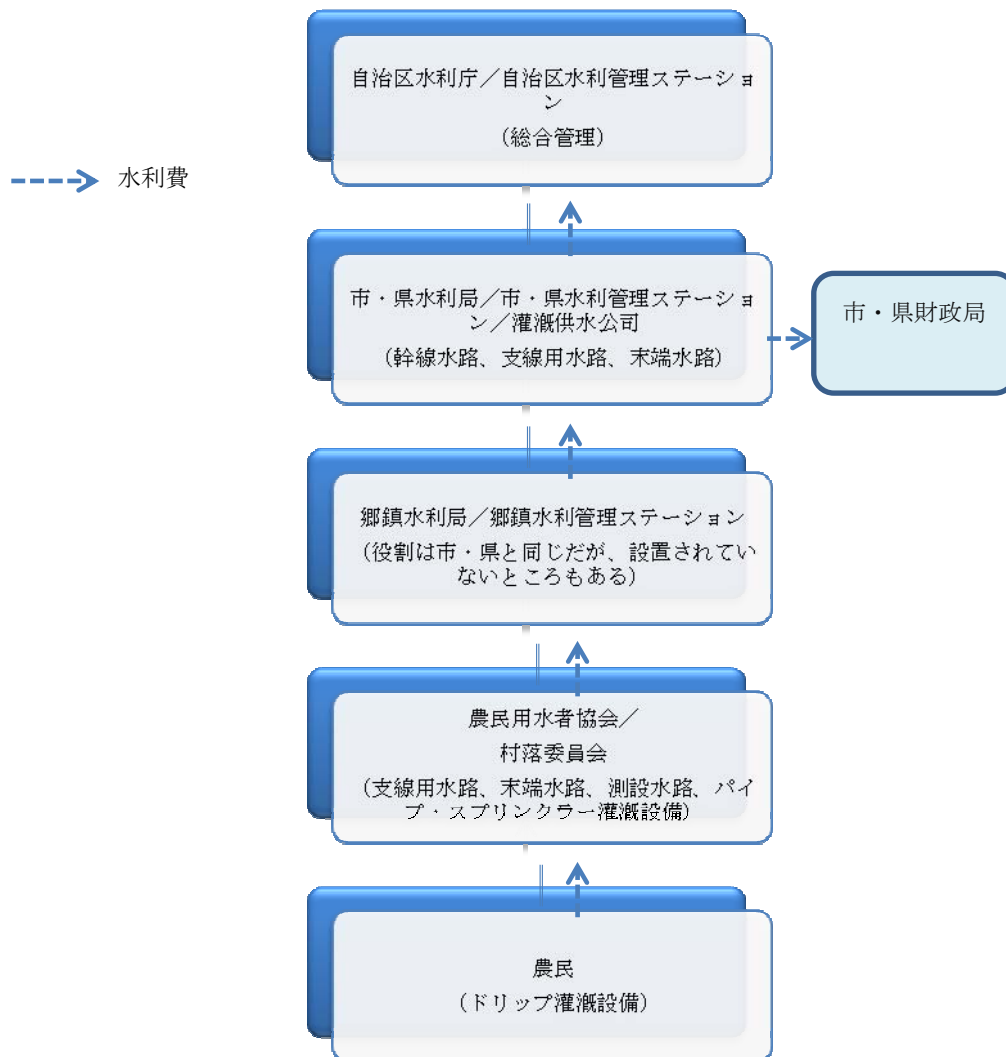 自治区水利庁／自治区水利管理ステーショ
ン
（総合管理）
水利費
市・県水利局／市・県水利管理ステーショ
ン／灌漑供水公司
（幹線水路、支線用水路、末端水路）
市・県財政局
郷鎮水利局／郷鎮水利管理ステーション
（役割は市・県と同じだが、設置されてい
ないところもある）
農民用水者協会／
村落委員会
（支線用水路、末端水路、測設水路、パイ
プ・スプリンクラー灌漑設備）
農民
（ドリップ灌漑設備）